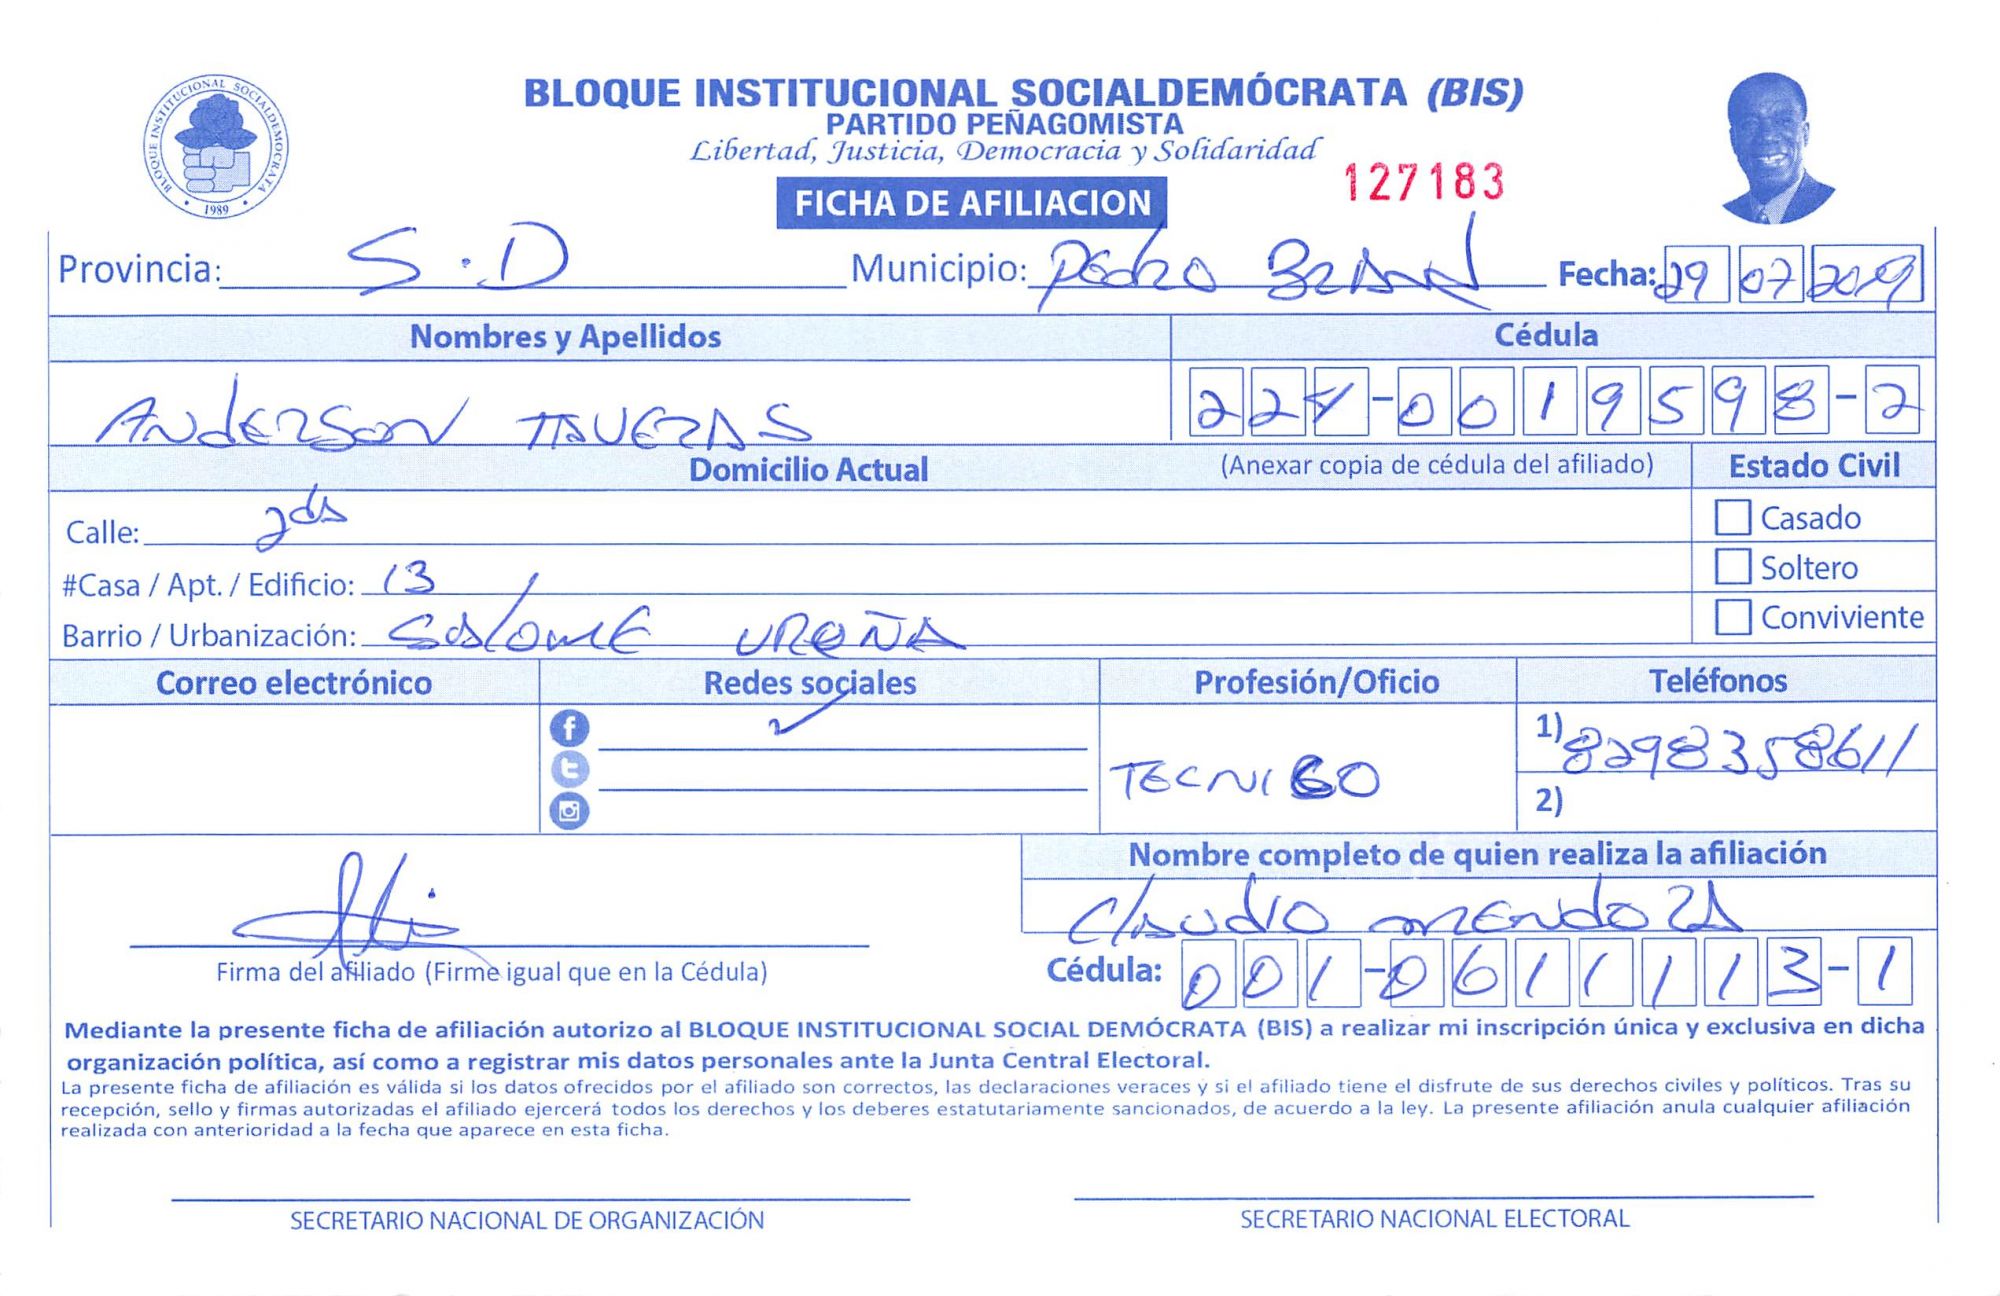 BLOQUE INSTITUCIONAL SOCIALDEMÓCRATA (BIS)
PARTIDO PEÑAGOMISTA
Libertad, Justicia, Democracia y Solidaridad
127183
FICHA DE AFILIACION
BLOQUE INSTITUCIONAL SOCIALDEMOCRATA
1989
Provincia: S.D Municipio: Pedro BRAN Fecha: 29 07 2019
Nombres y Apellidos Cédula
ANdERSON TAVERAS 224-0019598-2
Domicilio Actual (Anexar copia de cédula del afiliado) Estado Civil
Calle: 2da Casado
#Casa / Apt. / Edificio: 13 Soltero
Barrio / Urbanización: SalomE UREÑA Conviviente
Correo electrónico Redes sociales Profesión/Oficio Teléfonos
TECNICO 1) 8298358611
2)
Nombre completo de quien realiza la afiliación
Claudio mENdoza
Firma del afiliado (Firme igual que en la Cédula) Cédula: 001-0611113-1
Mediante la presente ficha de afiliación autorizo al BLOQUE INSTITUCIONAL SOCIAL DEMÓCRATA (BIS) a realizar mi inscripción única y exclusiva en dicha
organización política, así como a registrar mis datos personales ante la Junta Central Electoral.
La presente ficha de afiliación es válida si los datos ofrecidos por el afiliado son correctos, las declaraciones veraces y si el afiliado tiene el disfrute de sus derechos civiles y políticos. Tras su
recepción, sello y firmas autorizadas el afiliado ejercerá todos los derechos y los deberes estatutariamente sancionados, de acuerdo a la ley. La presente afiliación anula cualquier afiliación
realizada con anterioridad a la fecha que aparece en esta ficha.
SECRETARIO NACIONAL DE ORGANIZACIÓN SECRETARIO NACIONAL ELECTORAL